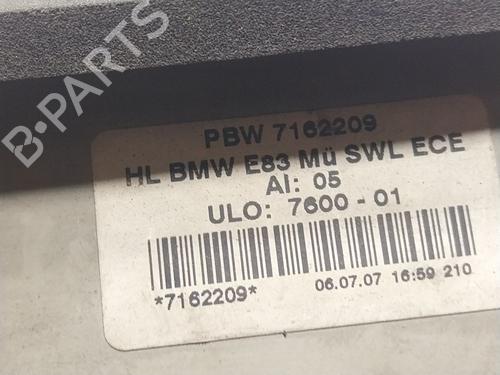 PBW 7162209
HL BMW E83 Mü SWL ECE
AI: 05
ULO: 7600 - 01
*7162209*
06.07.07 16:59 210